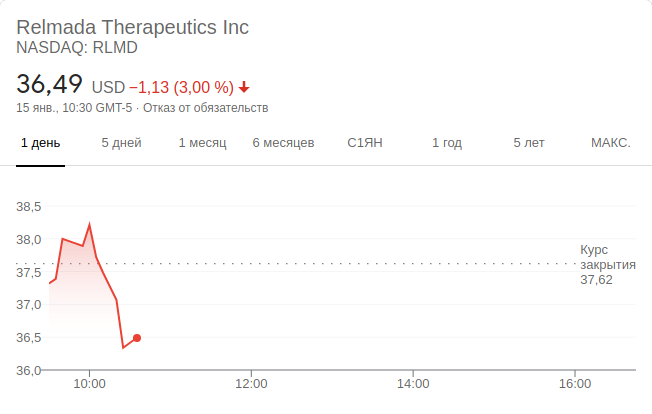 Relmada Therapeutics Inc
NASDAQ: RLMD
36,49 USD −1,13 (3,00 %)
15 янв., 10:30 GMT-5 · Отказ от обязательств
1 день 5 дней 1 месяц 6 месяцев С1ЯН 1 год 5 лет МАКС.
38,5
38,0
37,5
37,0
36,5
36,0
Курс
закрытия
37,62
10:00 12:00 14:00 16:00